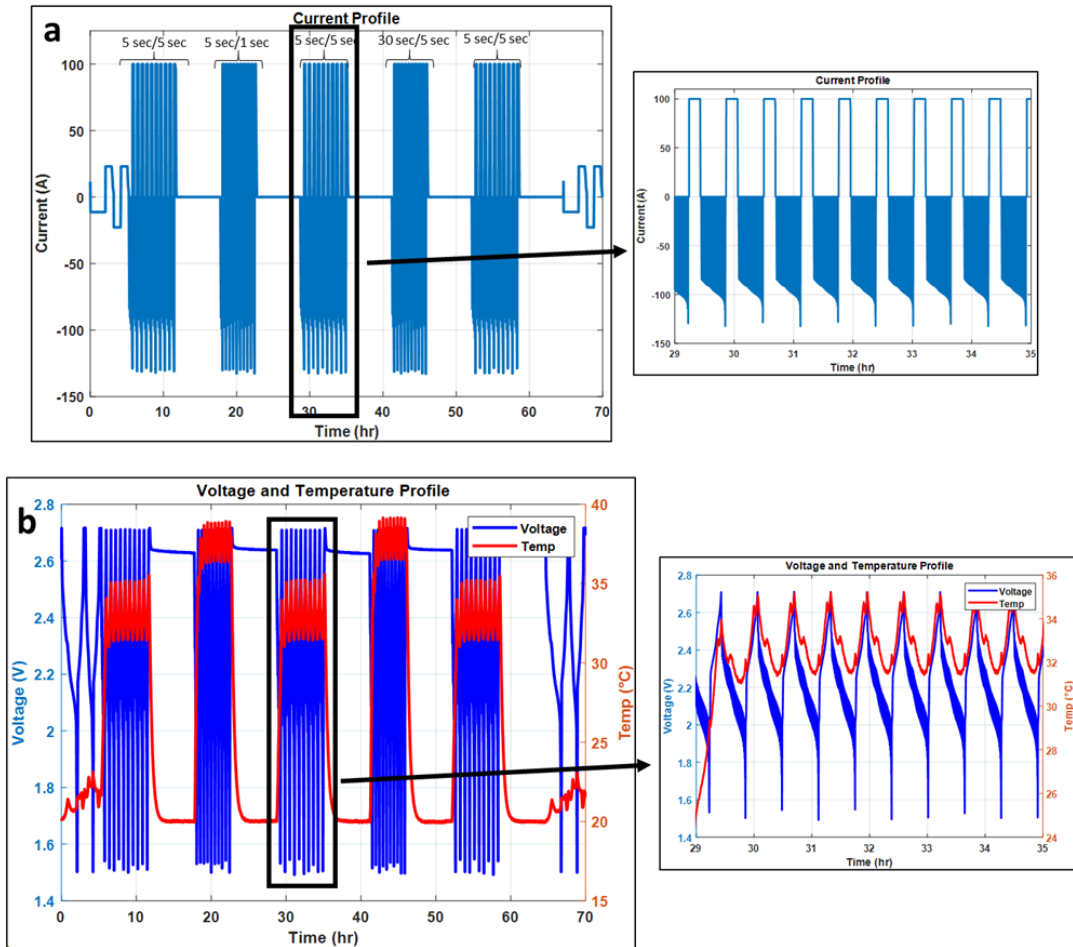 a
Current Profile
5 sec/5 sec
5 sec/1 sec
5 sec/5 sec
30 sec/5 sec
5 sec/5 sec
100
50
0
-50
-100
-150
Current (A)
0 10 20 30 40 50 60 70
Time (hr)
Current Profile
100
50
0
-50
-100
-150
Current (A)
29 30 31 32 33 34 35
Time (hr)
b
Voltage and Temperature Profile
Voltage
Temp
2.8
2.6
2.4
2.2
2
1.8
1.6
1.4
Voltage (V)
40
35
30
25
20
15
Temp (°C)
0 10 20 30 40 50 60 70
Time (hr)
Voltage and Temperature Profile
Voltage
Temp
2.8
2.6
2.4
2.2
2
1.8
1.6
1.4
Voltage (V)
36
34
32
30
28
26
24
22
Temp (°C)
29 30 31 32 33 34 35
Time (hr)